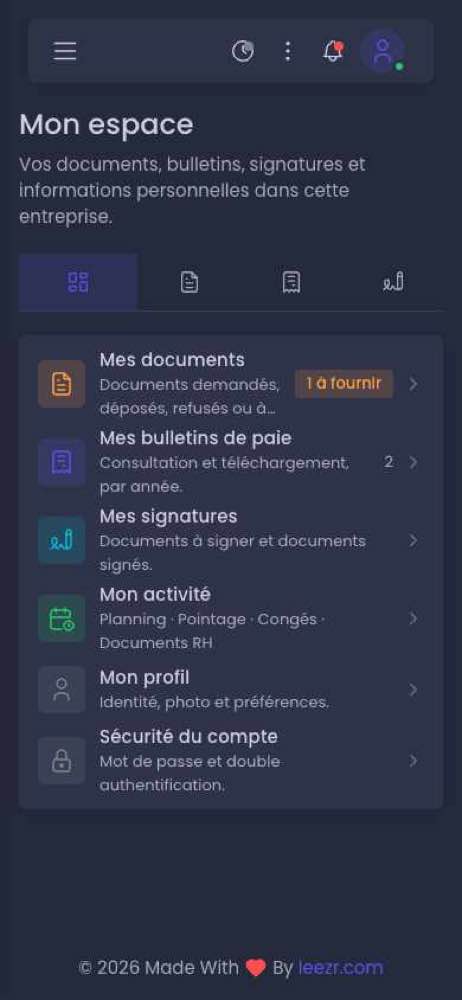 Mon espace
Vos documents, bulletins, signatures et
informations personnelles dans cette
entreprise.
Mes documents
Documents demandés,
déposés, refusés ou à...
1 à fournir
Mes bulletins de paie
Consultation et téléchargement,
par année.
2
Mes signatures
Documents à signer et documents
signés.
Mon activité
Planning · Pointage · Congés ·
Documents RH
Mon profil
Identité, photo et préférences.
Sécurité du compte
Mot de passe et double
authentification.
© 2026 Made With ❤ By leezr.com